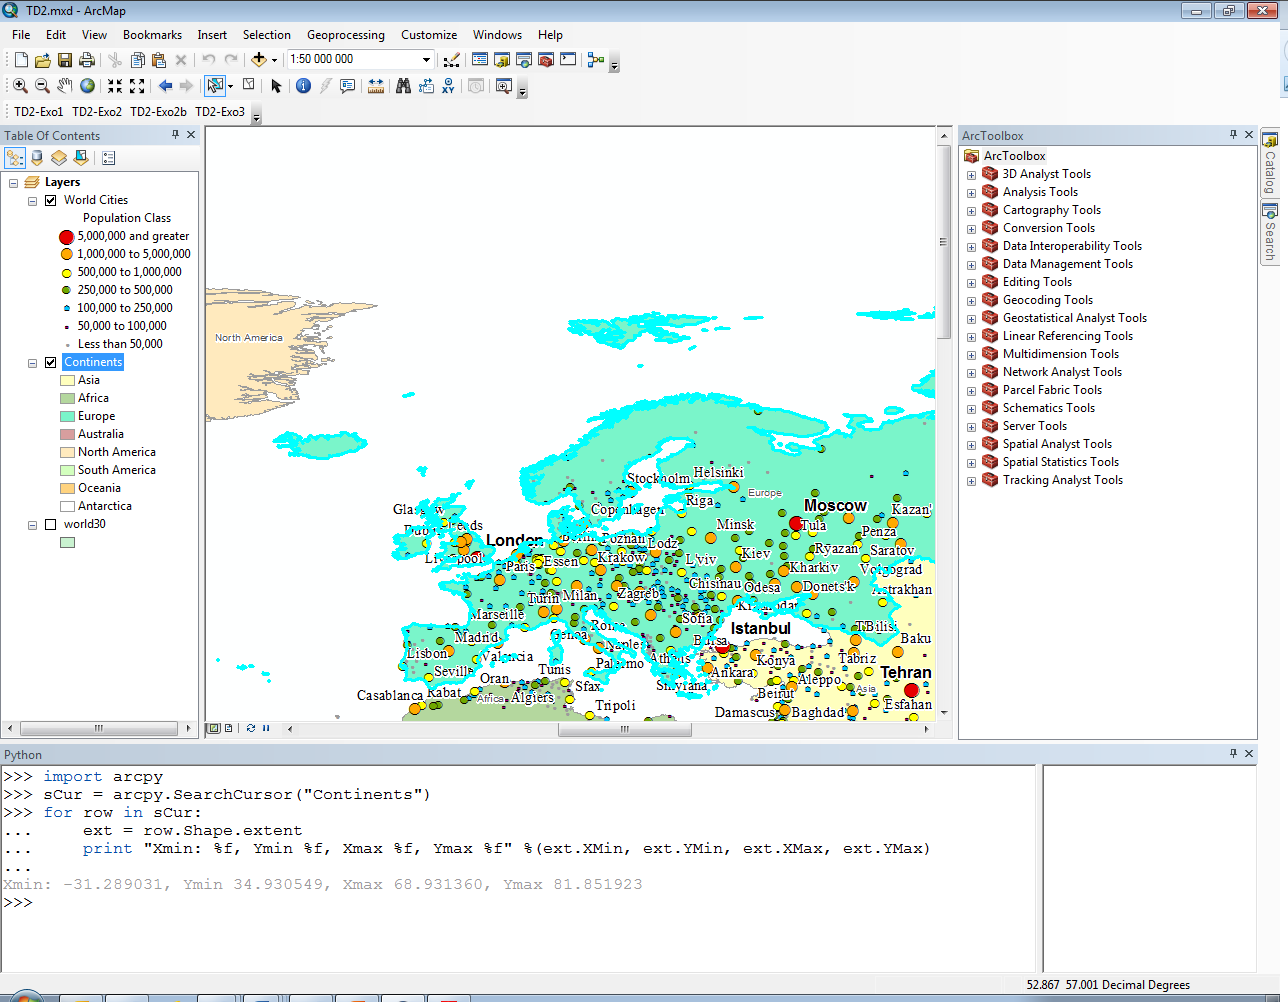 TD2.mxd - ArcMap
File Edit View Bookmarks Insert Selection Geoprocessing Customize Windows Help
1:50 000 000
TD2-Exo1 TD2-Exo2 TD2-Exo2b TD2-Exo3
Table Of Contents
Layers
World Cities
Population Class
5,000,000 and greater
1,000,000 to 5,000,000
500,000 to 1,000,000
250,000 to 500,000
100,000 to 250,000
50,000 to 100,000
Less than 50,000
Continents
Asia
Africa
Europe
Australia
North America
South America
Oceania
Antarctica
world30
North America
Stockholm
Helsinki
Europe
Riga
Moscow
Kazan'
Glasgow
Copenhagen
Minsk
Tula
Penza
Leeds
London
Berlin
Poznan
Lodz
Ryazan
Saratov
Liverpool
Paris
Essen
Krakow
L'viv
Kiev
Kharkiv
Volgograd
Chisinau
Odesa
Donets'k
Astrakhan
Turin
Milan
Zagreb
Krasnodar
Marseille
Genoa
Rome
Sofia
Istanbul
T'Bilisi
Lisbon
Madrid
Naples
Bursa
Baku
Valencia
Palermo
Athens
Konya
Tabriz
Seville
Tunis
Ankara
Aleppo
Tehran
Oran
Sfax
Smyrana
Asia
Casablanca
Rabat
Africa
Algiers
Beirut
Esfahan
Tripoli
Damascus
Baghdad
ArcToolbox
ArcToolbox
3D Analyst Tools
Analysis Tools
Cartography Tools
Conversion Tools
Data Interoperability Tools
Data Management Tools
Editing Tools
Geocoding Tools
Geostatistical Analyst Tools
Linear Referencing Tools
Multidimension Tools
Network Analyst Tools
Parcel Fabric Tools
Schematics Tools
Server Tools
Spatial Analyst Tools
Spatial Statistics Tools
Tracking Analyst Tools
Catalog
Search
Python
>>> import arcpy
>>> sCur = arcpy.SearchCursor("Continents")
>>> for row in sCur:
...     ext = row.Shape.extent
...     print "Xmin: %f, Ymin %f, Xmax %f, Ymax %f" %(ext.XMin, ext.YMin, ext.XMax, ext.YMax)
...
Xmin: -31.289031, Ymin 34.930549, Xmax 68.931360, Ymax 81.851923
>>>
52.867 57.001 Decimal Degrees